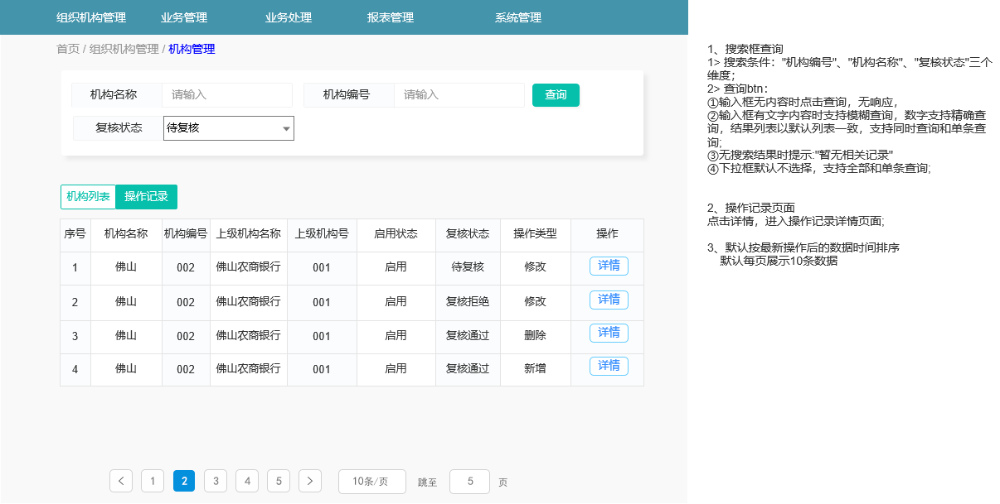 组织机构管理 业务管理 业务处理 报表管理 系统管理
首页 / 组织机构管理 / 机构管理
机构名称 请输入 机构编号 请输入 查询
复核状态 待复核
机构列表 操作记录
序号 机构名称 机构编号 上级机构名称 上级机构号 启用状态 复核状态 操作类型 操作
1 佛山 002 佛山农商银行 001 启用 待复核 修改 详情
2 佛山 002 佛山农商银行 001 启用 复核拒绝 修改 详情
3 佛山 002 佛山农商银行 001 启用 复核通过 删除 详情
4 佛山 002 佛山农商银行 001 启用 复核通过 新增 详情
< 1 2 3 4 5 > 10条/页 跳至 5 页
1、搜索框查询
1> 搜索条件："机构编号"、"机构名称"、"复核状态"三个
维度；
2> 查询btn：
①输入框无内容时点击查询，无响应，
②输入框有文字内容时支持模糊查询，数字支持精确查
询，结果列表以默认列表一致，支持同时查询和单条查
询;
③无搜索结果时提示:"暂无相关记录"
④下拉框默认不选择，支持全部和单条查询;
2、操作记录页面
点击详情，进入操作记录详情页面;
3、默认按最新操作后的数据时间排序
默认每页展示10条数据